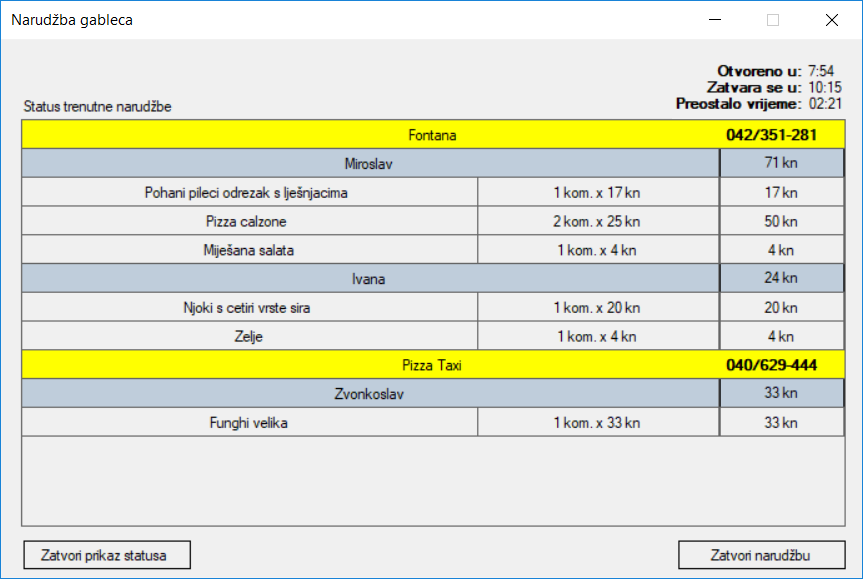 Narudžba gableca
Otvoreno u: 7:54
Zatvara se u: 10:15
Preostalo vrijeme: 02:21
Status trenutne narudžbe
Fontana 042/351-281
Miroslav 71 kn
Pohani pileci odrezak s lješnjacima 1 kom. x 17 kn 17 kn
Pizza calzone 2 kom. x 25 kn 50 kn
Miješana salata 1 kom. x 4 kn 4 kn
Ivana 24 kn
Njoki s cetiri vrste sira 1 kom. x 20 kn 20 kn
Zelje 1 kom. x 4 kn 4 kn
Pizza Taxi 040/629-444
Zvonkoslav 33 kn
Funghi velika 1 kom. x 33 kn 33 kn
Zatvori prikaz statusa Zatvori narudžbu